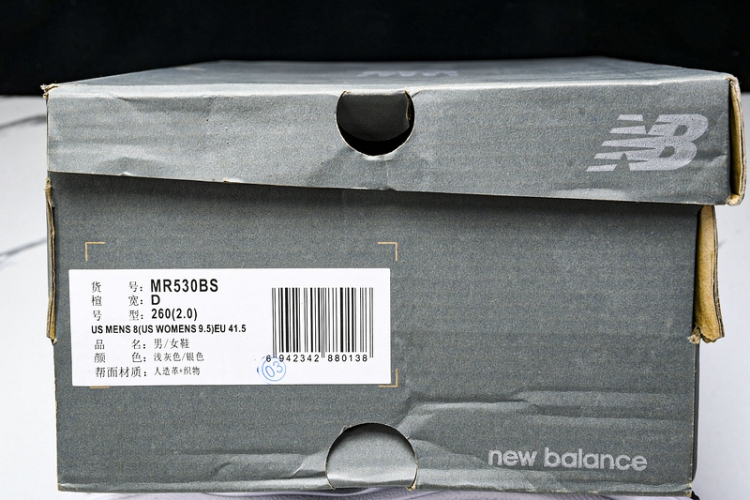 NB
货 号：MR530BS
楦 宽：D
号 型：260(2.0)
US MENS 8(US WOMENS 9.5)EU 41.5
品 名：男/女鞋
颜 色：浅灰色/银色
帮面材质：人造革+织物
6 942342 880138
03
new balance